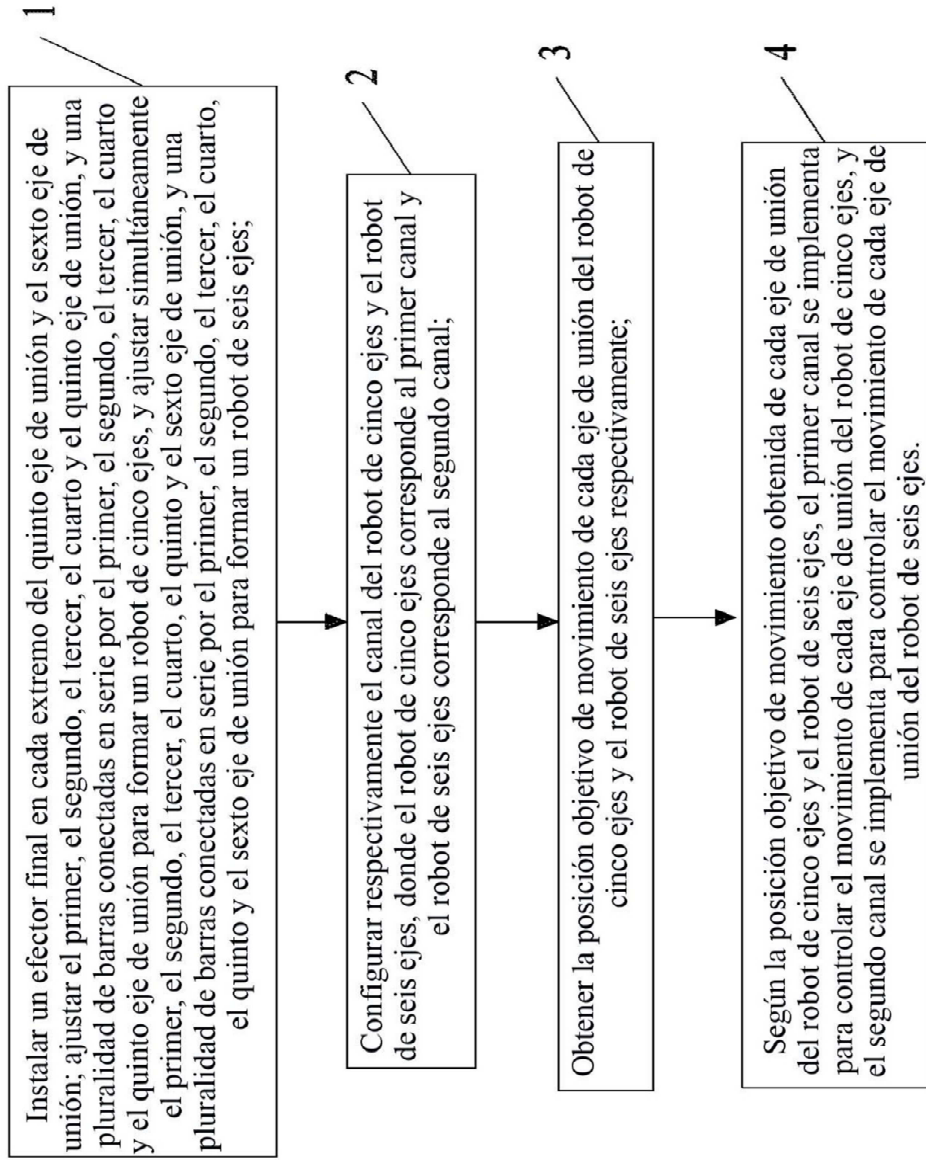 1
Instalar un efector final en cada extremo del quinto eje de unión y el sexto eje de
unión; ajustar el primer, el segundo, el tercer, el cuarto y el quinto eje de unión, y una
pluralidad de barras conectadas en serie por el primer, el segundo, el tercer, el cuarto
y el quinto eje de unión para formar un robot de cinco ejes, y ajustar simultáneamente
el primer, el segundo, el tercer, el cuarto, el quinto y el sexto eje de unión, y una
pluralidad de barras conectadas en serie por el primer, el segundo, el tercer, el cuarto,
el quinto y el sexto eje de unión para formar un robot de seis ejes;
2
Configurar respectivamente el canal del robot de cinco ejes y el robot
de seis ejes, donde el robot de cinco ejes corresponde al primer canal y
el robot de seis ejes corresponde al segundo canal;
3
Obtener la posición objetivo de movimiento de cada eje de unión del robot de
cinco ejes y el robot de seis ejes respectivamente;
4
Según la posición objetivo de movimiento obtenida de cada eje de unión
del robot de cinco ejes y el robot de seis ejes, el primer canal se implementa
para controlar el movimiento de cada eje de unión del robot de cinco ejes, y
el segundo canal se implementa para controlar el movimiento de cada eje de
unión del robot de seis ejes.